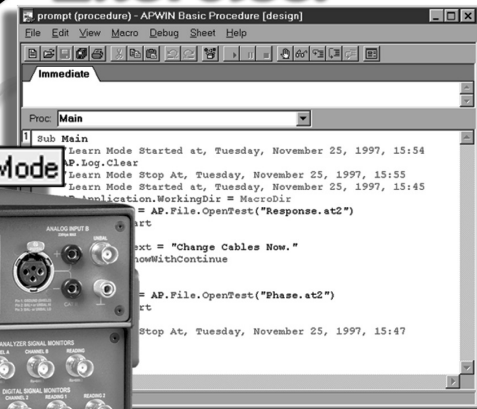 prompt (procedure) - APWIN Basic Procedure [design]
File Edit View Macro Debug Sheet Help
Immediate
Proc: Main
1 Sub Main
'Learn Mode Started at, Tuesday, November 25, 1997, 15:54
AP.Log.Clear
Mode
'Learn Mode Stop At, Tuesday, November 25, 1997, 15:55
'Learn Mode Started at, Tuesday, November 25, 1997, 15:45
AP.Application.WorkingDir = MacroDir
= AP.File.OpenTest("Response.at2")
art
ext = "Change Cables Now."
howWithContinue
= AP.File.OpenTest("Phase.at2")
rt
Stop At, Tuesday, November 25, 1997, 15:47
ANALOG INPUT B
ANALYZER SIGNAL MONITORS
CHANNEL B READING
DIGITAL SIGNAL MONITORS
CHANNEL 2 READING 1 READING 2